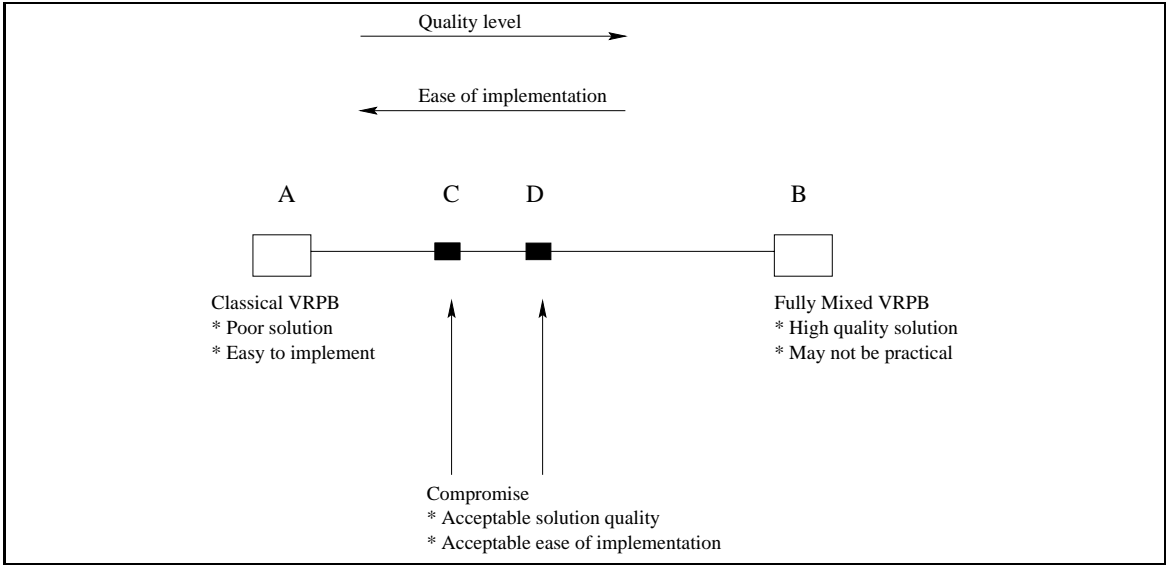 Quality level
Ease of implementation
A
C
D
B
Classical VRPB
* Poor solution
* Easy to implement
Fully Mixed VRPB
* High quality solution
* May not be practical
Compromise
* Acceptable solution quality
* Acceptable ease of implementation